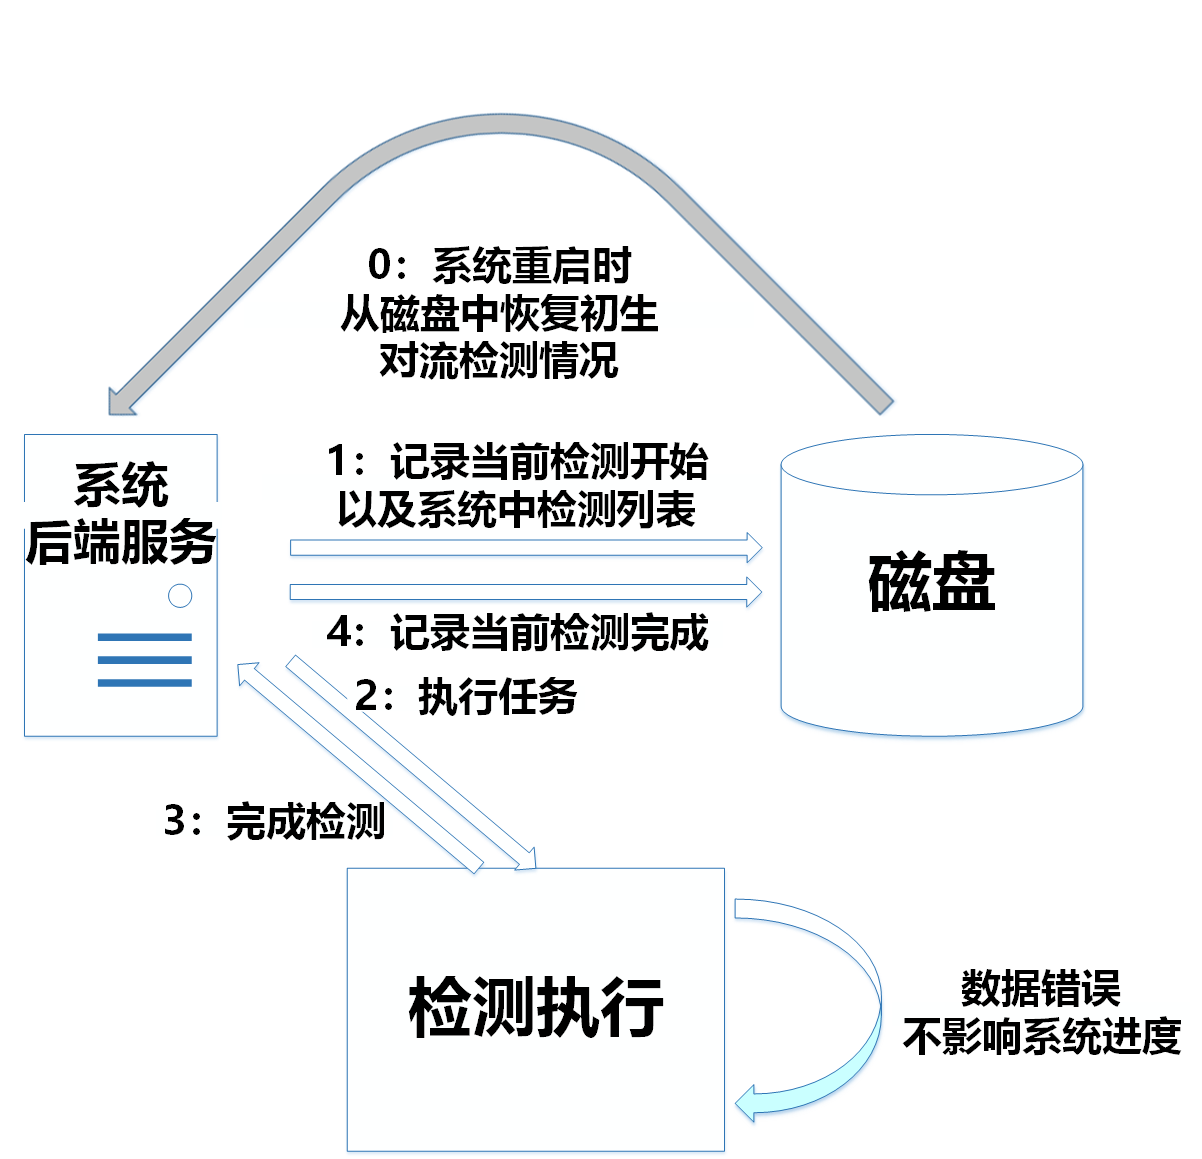 0：系统重启时
从磁盘中恢复初生
对流检测情况
1：记录当前检测开始
以及系统中检测列表
系统
后端服务
磁盘
4：记录当前检测完成
2：执行任务
3：完成检测
检测执行
数据错误
不影响系统进度